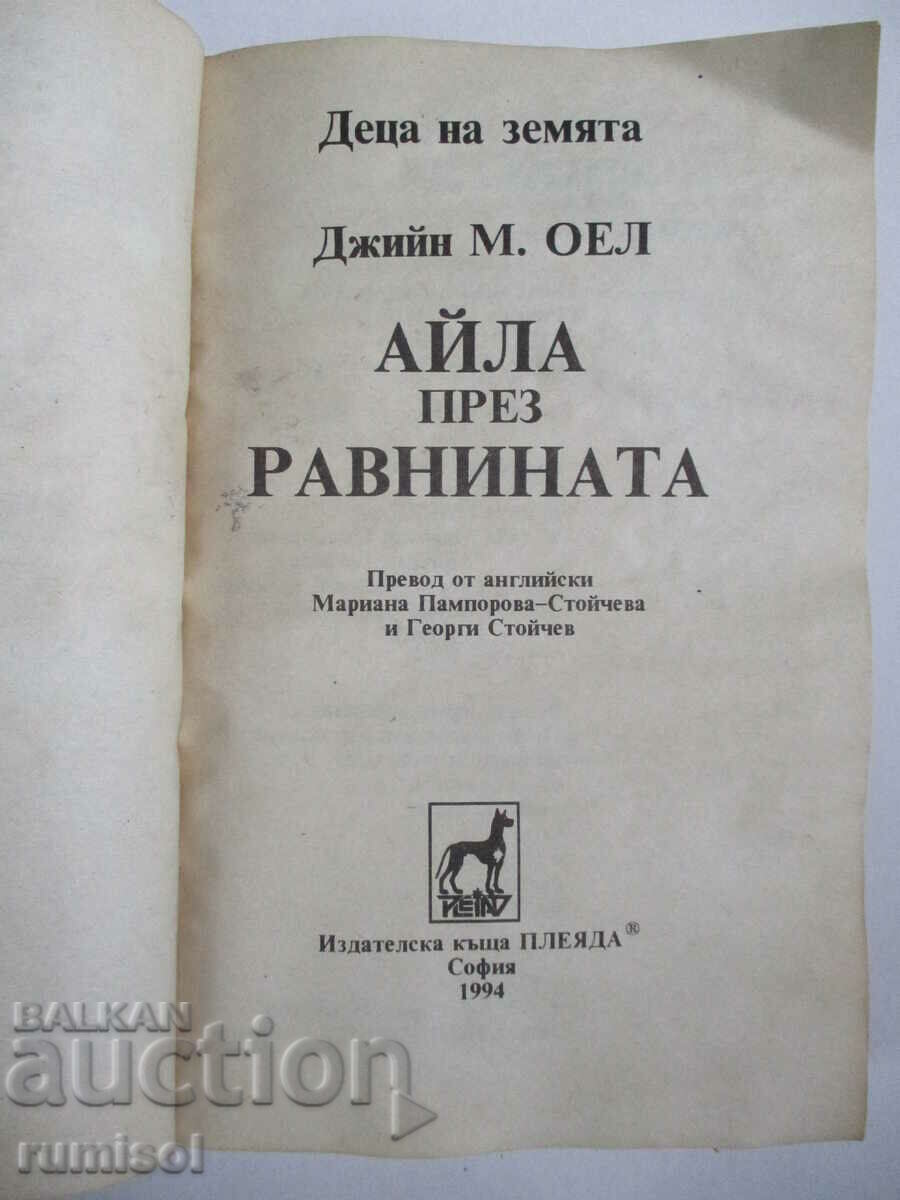 Деца на земята
Джийн М. ОЕЛ
АЙЛА
ПРЕЗ
РАВНИНАТА
Превод от английски
Мариана Пампорова–Стойчева
и Георги Стойчев
PLEIAD
Издателска къща ПЛЕЯДА®
София
1994
BALKAN
auction
rumisol